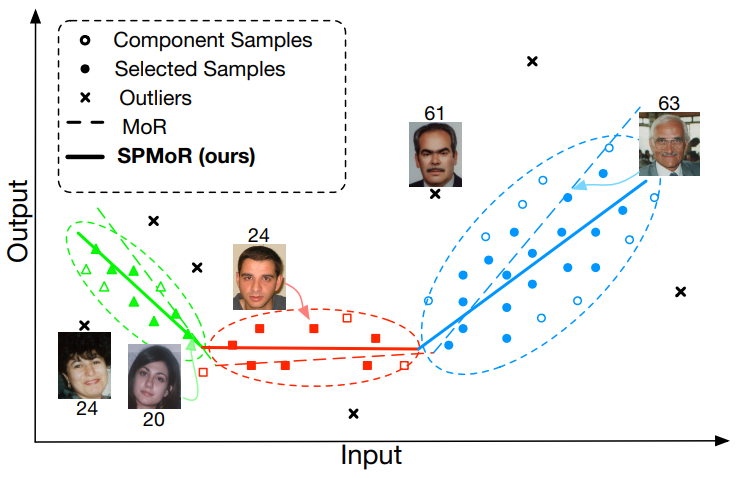 Component Samples
Selected Samples
Outliers
MoR
SPMoR (ours)
61
63
24
24
20
Output
Input